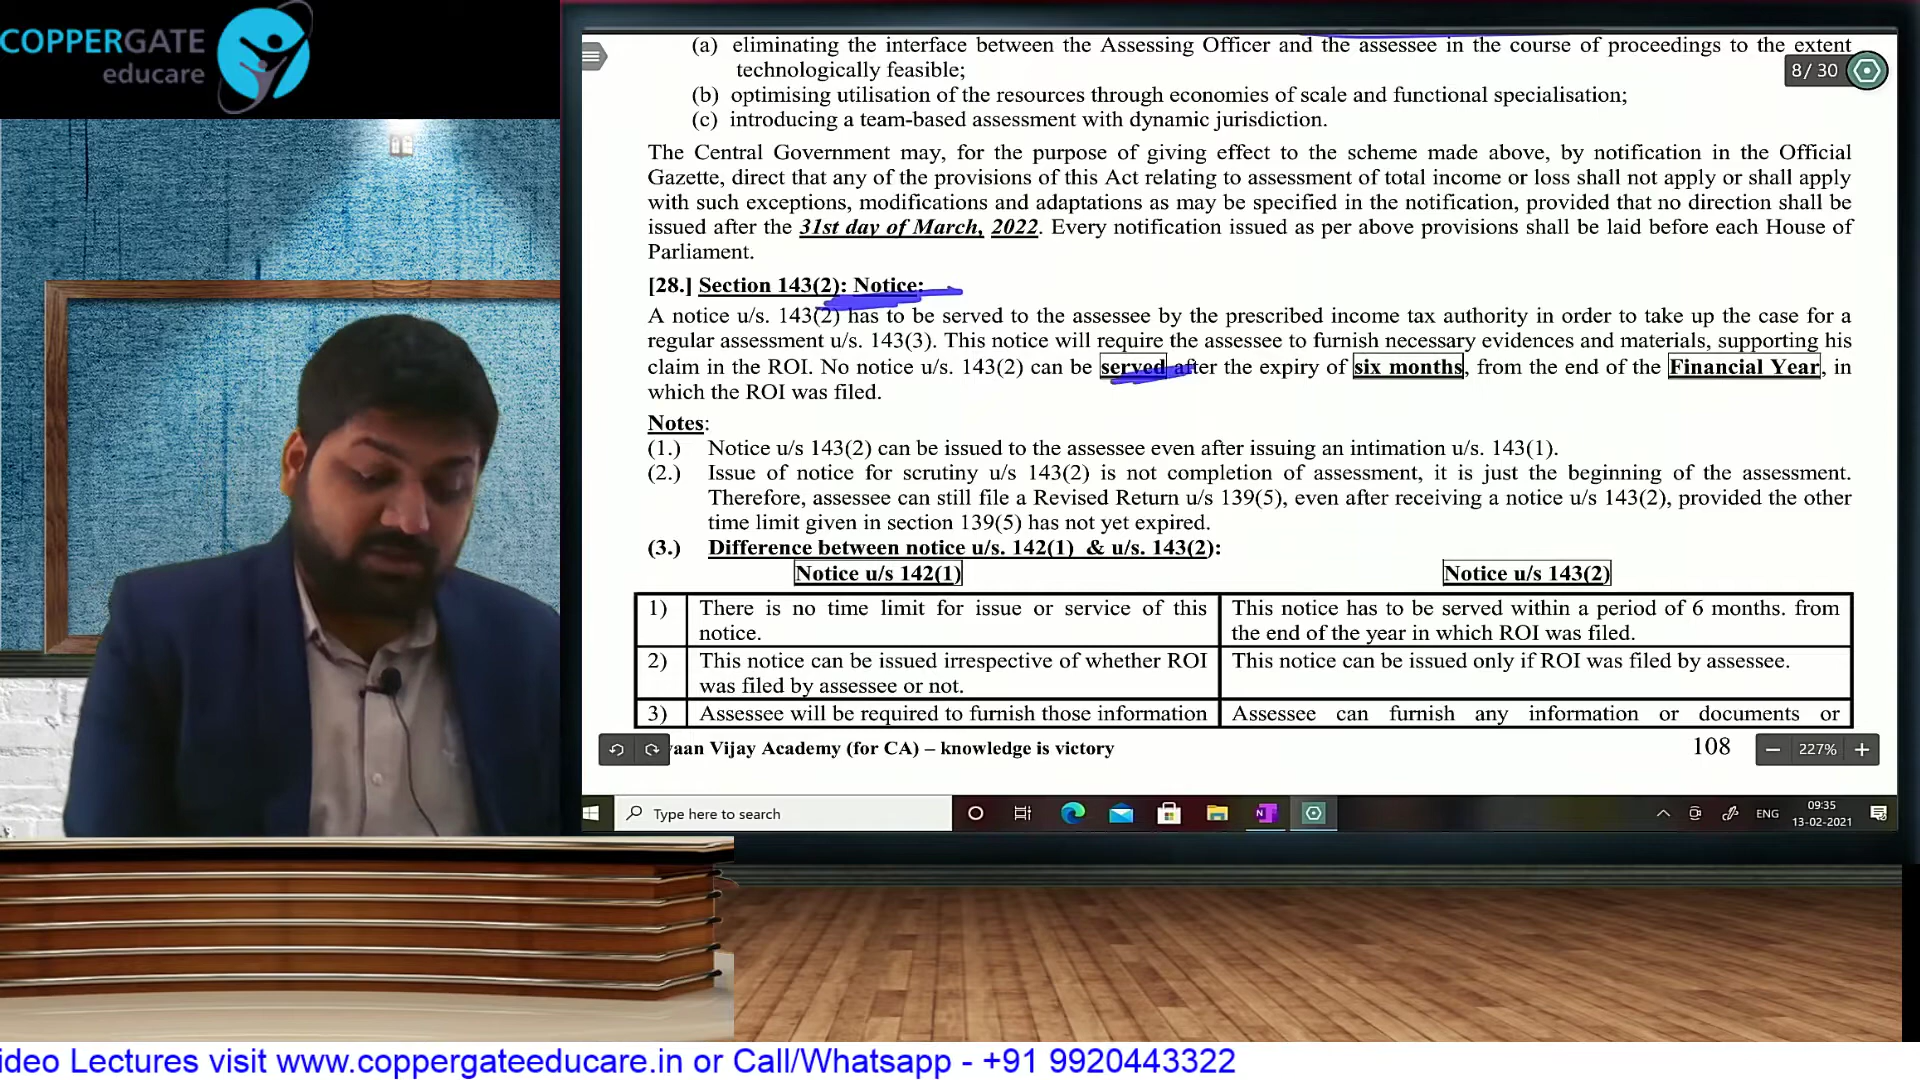 COPPERGATE
educare
(a) eliminating the interface between the Assessing Officer and the assessee in the course of proceedings to the extent
technologically feasible;
8/ 30
(b) optimising utilisation of the resources through economies of scale and functional specialisation;
(c) introducing a team-based assessment with dynamic jurisdiction.
The Central Government may, for the purpose of giving effect to the scheme made above, by notification in the Official
Gazette, direct that any of the provisions of this Act relating to assessment of total income or loss shall not apply or shall apply
with such exceptions, modifications and adaptations as may be specified in the notification, provided that no direction shall be
issued after the 31st day of March, 2022. Every notification issued as per above provisions shall be laid before each House of
Parliament.
[28.] Section 143(2): Notice:
A notice u/s. 143(2) has to be served to the assessee by the prescribed income tax authority in order to take up the case for a
regular assessment u/s. 143(3). This notice will require the assessee to furnish necessary evidences and materials, supporting his
claim in the ROI. No notice u/s. 143(2) can be served after the expiry of six months, from the end of the Financial Year, in
which the ROI was filed.
Notes:
(1.) Notice u/s 143(2) can be issued to the assessee even after issuing an intimation u/s. 143(1).
(2.) Issue of notice for scrutiny u/s 143(2) is not completion of assessment, it is just the beginning of the assessment.
Therefore, assessee can still file a Revised Return u/s 139(5), even after receiving a notice u/s 143(2), provided the other
time limit given in section 139(5) has not yet expired.
(3.) Difference between notice u/s. 142(1) & u/s. 143(2):
Notice u/s 142(1) Notice u/s 143(2)
1) There is no time limit for issue or service of this
notice.
This notice has to be served within a period of 6 months. from
the end of the year in which ROI was filed.
2) This notice can be issued irrespective of whether ROI
was filed by assessee or not.
This notice can be issued only if ROI was filed by assessee.
3) Assessee will be required to furnish those information
Assessee can furnish any information or documents or
aan Vijay Academy (for CA) – knowledge is victory
108
227%
Type here to search
ENG
09:35
13-02-2021
ideo Lectures visit www.coppergateeducare.in or Call/Whatsapp - +91 9920443322